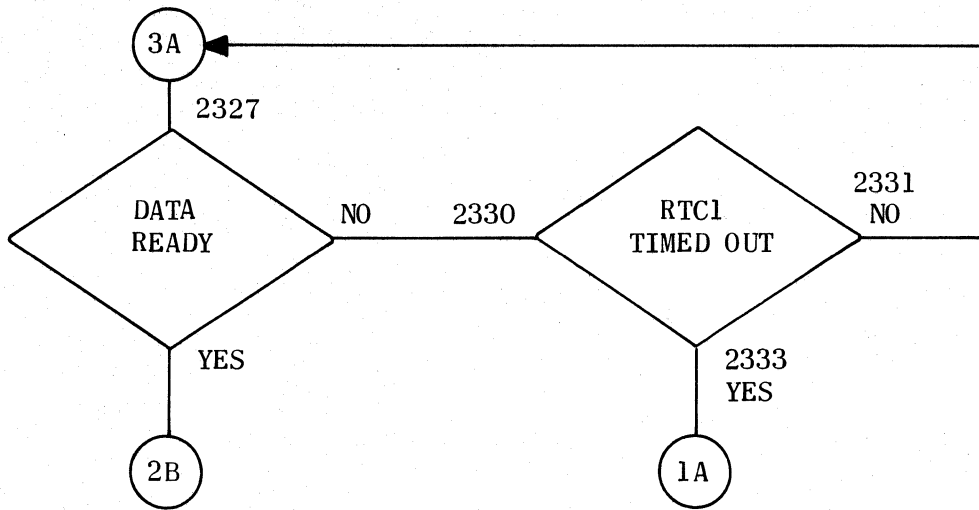 3A
2327
DATA
READY
NO
2330
RTC1
TIMED OUT
2331
NO
YES
2333
YES
2B
1A